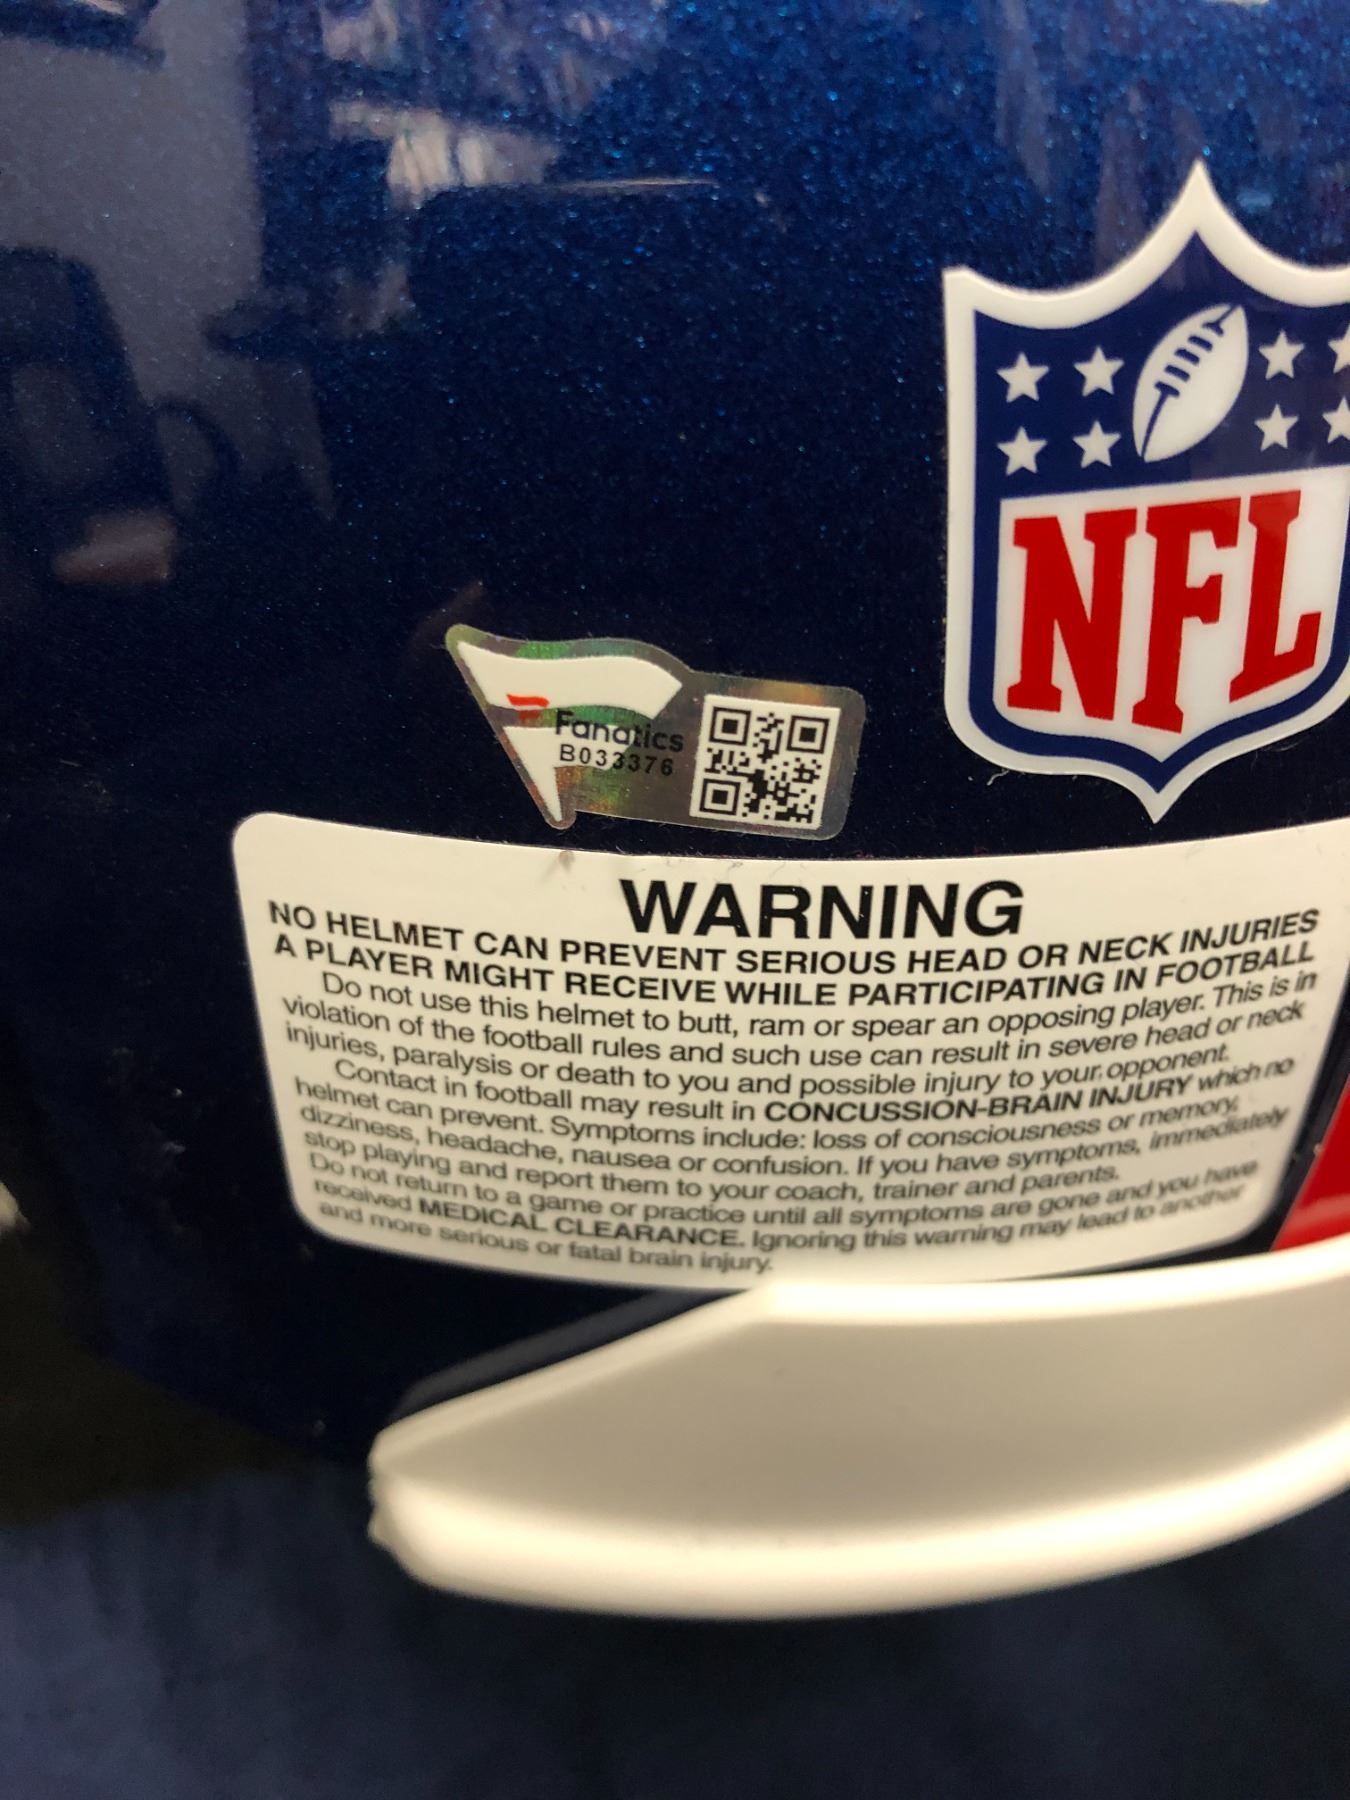 NFL
Fanatics
B033376
WARNING
NO HELMET CAN PREVENT SERIOUS HEAD OR NECK INJURIES
A PLAYER MIGHT RECEIVE WHILE PARTICIPATING IN FOOTBALL
Do not use this helmet to butt, ram or spear an opposing player. This is in
violation of the football rules and such use can result in severe head or neck
injuries, paralysis or death to you and possible injury to your opponent.
Contact in football may result in CONCUSSION-BRAIN INJURY which no
helmet can prevent. Symptoms include: loss of consciousness or memory,
dizziness, headache, nausea or confusion. If you have symptoms, immediately
stop playing and report them to your coach, trainer and parents.
Do not return to a game or practice until all symptoms are gone and you have
received MEDICAL CLEARANCE. Ignoring this warning may lead to another
and more serious or fatal brain injury.